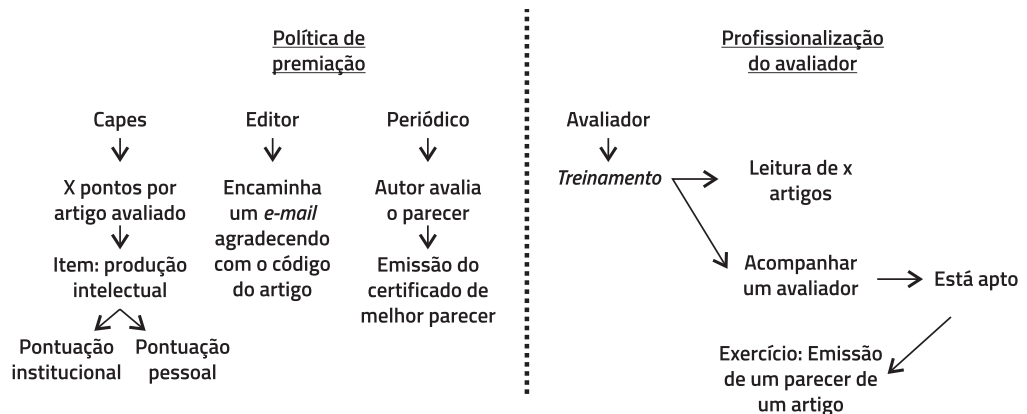 Política de
premiação
Capes
X pontos por
artigo avaliado
Item: produção
intelectual
Pontuação
institucional
Pontuação
pessoal
Editor
Encaminha
um e-mail
agradecendo
com o código
do artigo
Periódico
Autor avalia
o parecer
Emissão do
certificado de
melhor parecer
Profissionalização
do avaliador
Avaliador
Treinamento
Leitura de x
artigos
Acompanhar
um avaliador
Está apto
Exercício: Emissão
de um parecer de
um artigo